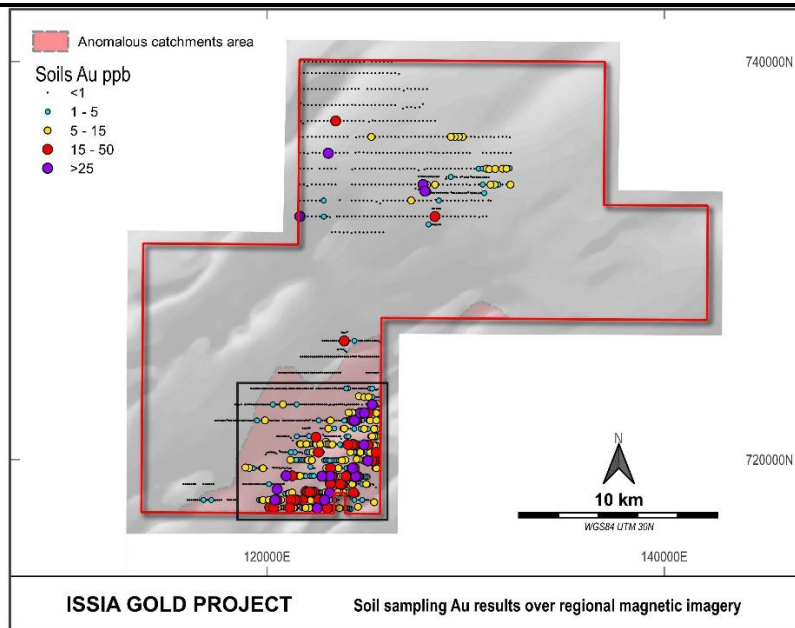 Anomalous catchments area
Soils Au ppb
<1
1 - 5
5 - 15
15 - 50
>25
740000N
720000N
N
10 km
WGS84 UTM 30N
120000E
140000E
ISSIA GOLD PROJECT
Soil sampling Au results over regional magnetic imagery